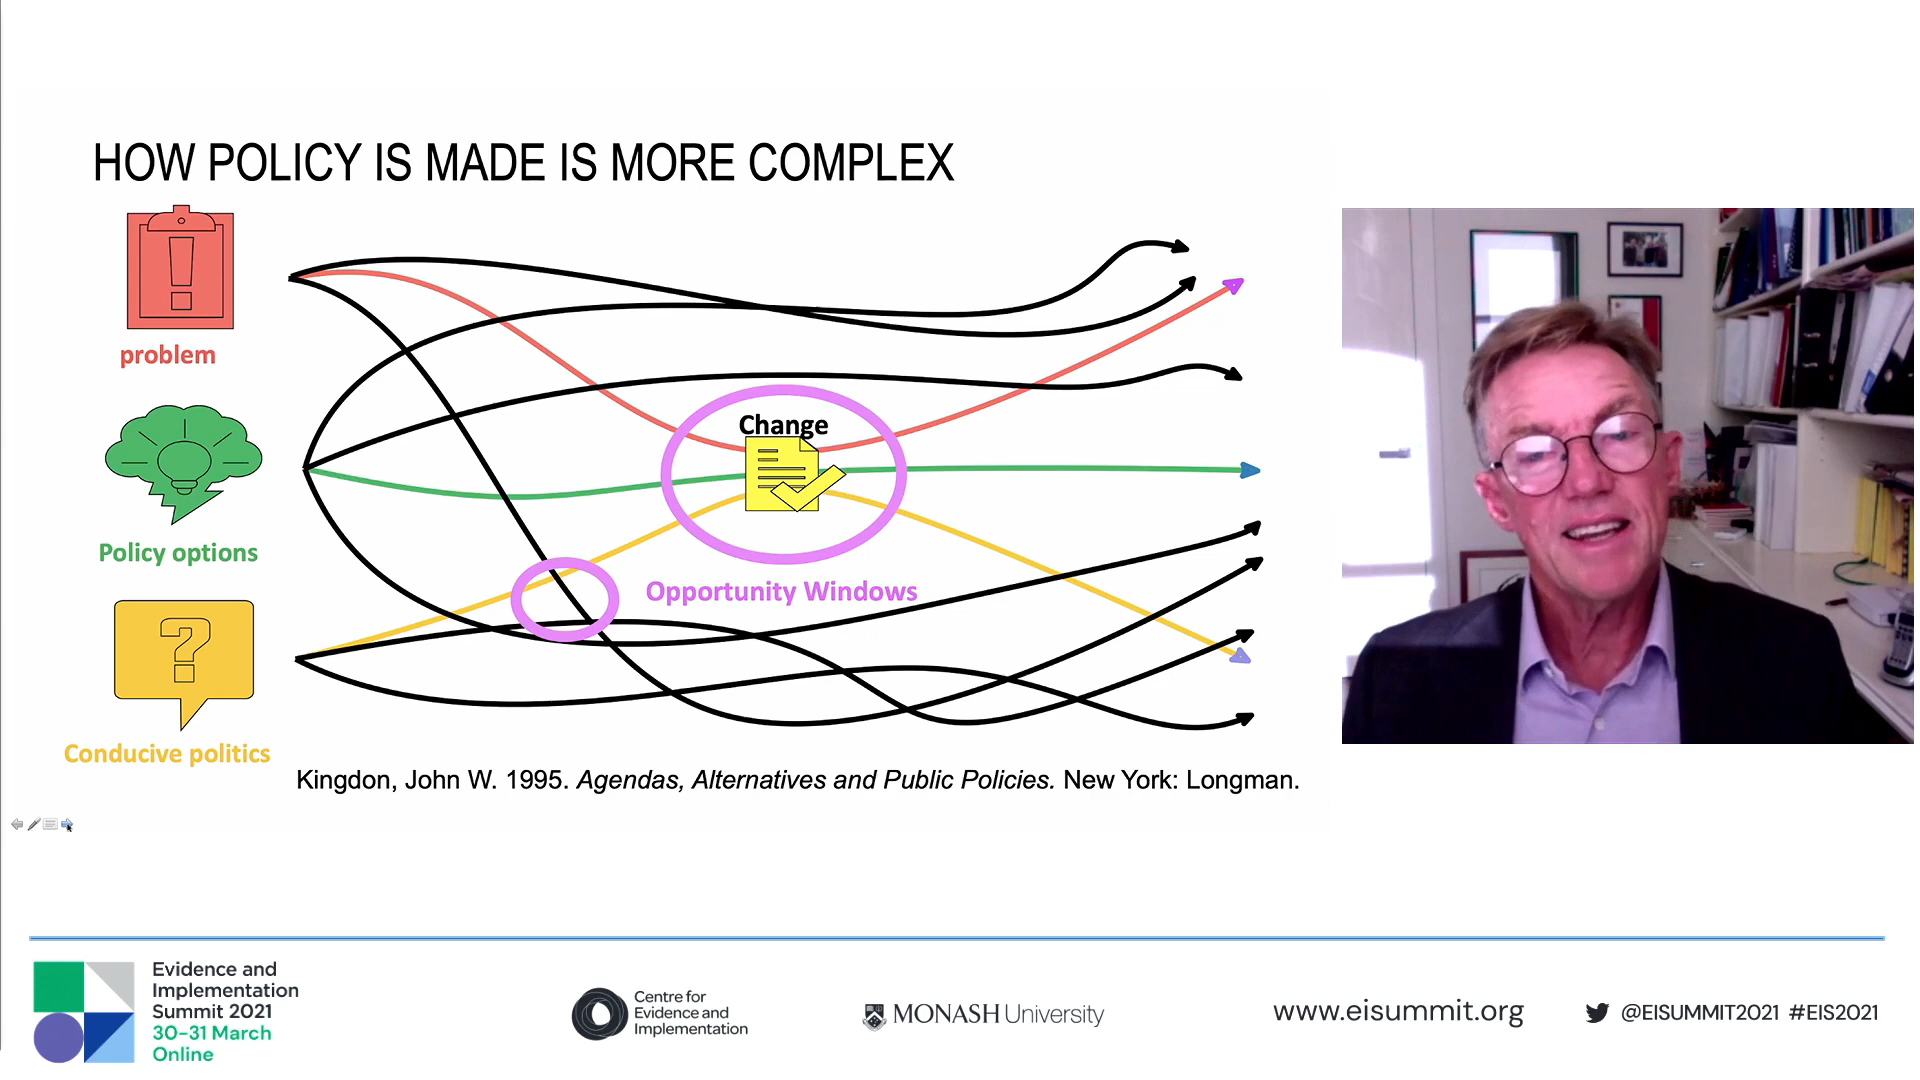 HOW POLICY IS MADE IS MORE COMPLEX
problem
Policy options
Conducive politics
Change
Opportunity Windows
Kingdon, John W. 1995. Agendas, Alternatives and Public Policies. New York: Longman.
Evidence and
Implementation
Summit 2021
30–31 March
Online
Centre for
Evidence and
Implementation
MONASH University
www.eisummit.org
@EISUMMIT2021 #EIS2021